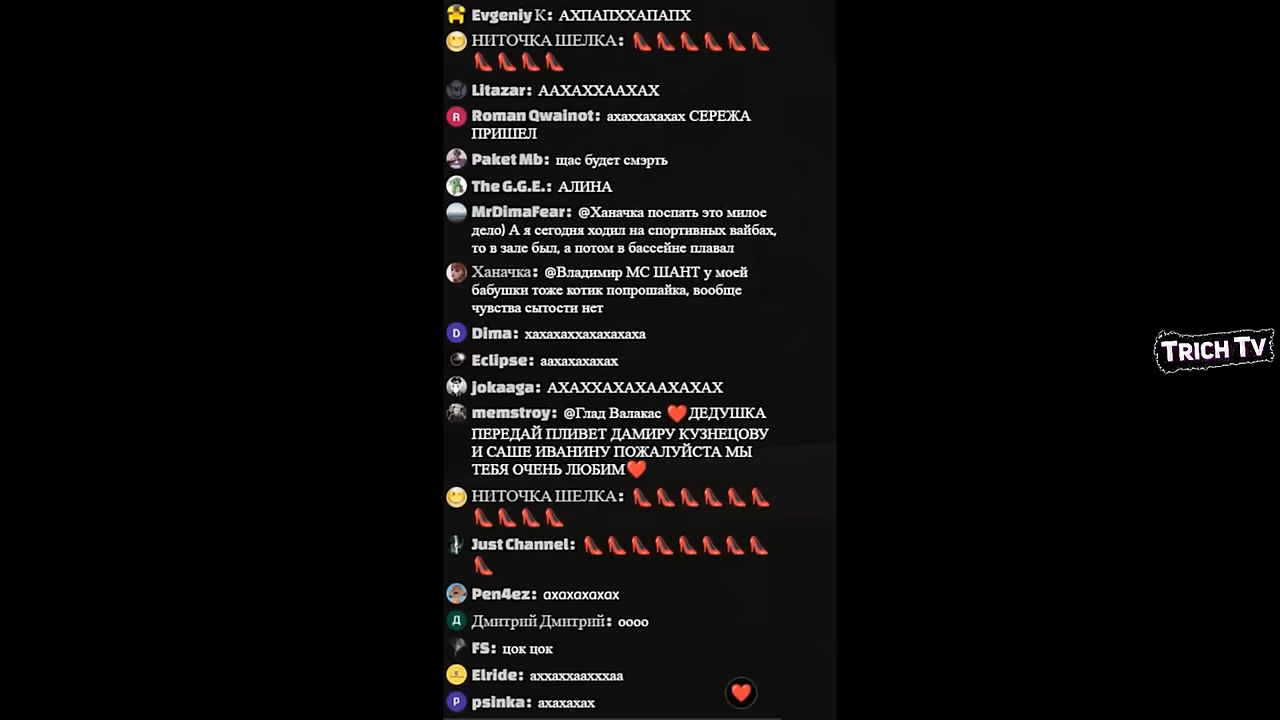 Evgeniy К: АХПАПХХАПАПХ
НИТОЧКА ШЕЛКА: 👠👠👠👠👠👠
👠👠👠👠
Litazar: ААХАХХААХАХ
R Roman Qwainot: ахаххахахах СЕРЕЖА
ПРИШЕЛ
Paket Mb: щас будет смэрть
The G.G.E.: АЛИНА
MrDimaFear: @Ханачка поспать это милое
дело) А я сегодня ходил на спортивных вайбах,
то в зале был, а потом в бассейне плавал
Ханачка: @Владимир МС ШАНТ у моей
бабушки тоже котик попрошайка, вообще
чувства сытости нет
D Dima: хахахаххахахахаха
Eclipse: аахахахахах
jokaaga: АХАХХАХАХААХАХАХ
memstroy: @Глад Валакас ❤️ДЕДУШКА
ПЕРЕДАЙ ПЛИВЕТ ДАМИРУ КУЗНЕЦОВУ
И САШЕ ИВАНИНУ ПОЖАЛУЙСТА МЫ
ТЕБЯ ОЧЕНЬ ЛЮБИМ❤️
НИТОЧКА ШЕЛКА: 👠👠👠👠👠👠
👠👠👠👠
Just Channel: 👠👠👠👠👠👠👠👠
👠
Pen4ez: ахахахахах
Д Дмитрий Дмитрий: оооо
FS: цок цок
Elride: аххаххааxххаа
P psinka: ахахахах
TRICH TV